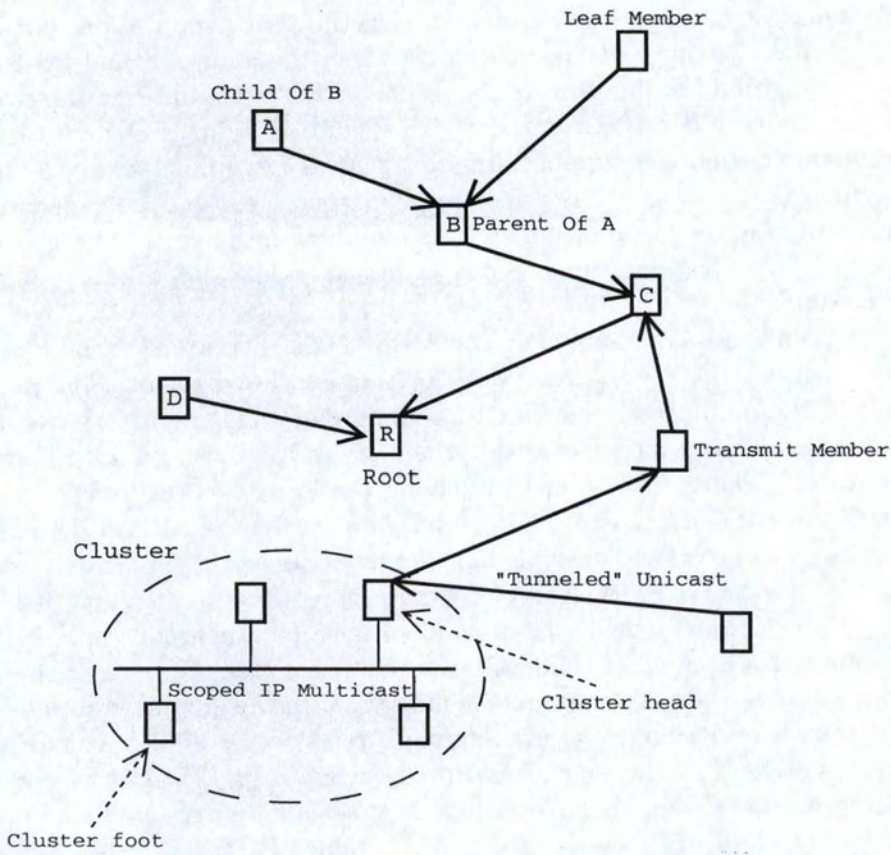 Leaf Member
Child Of B
A
B Parent Of A
C
D
R
Root
Transmit Member
Cluster
"Tunneled" Unicast
Scoped IP Multicast
Cluster head
Cluster foot